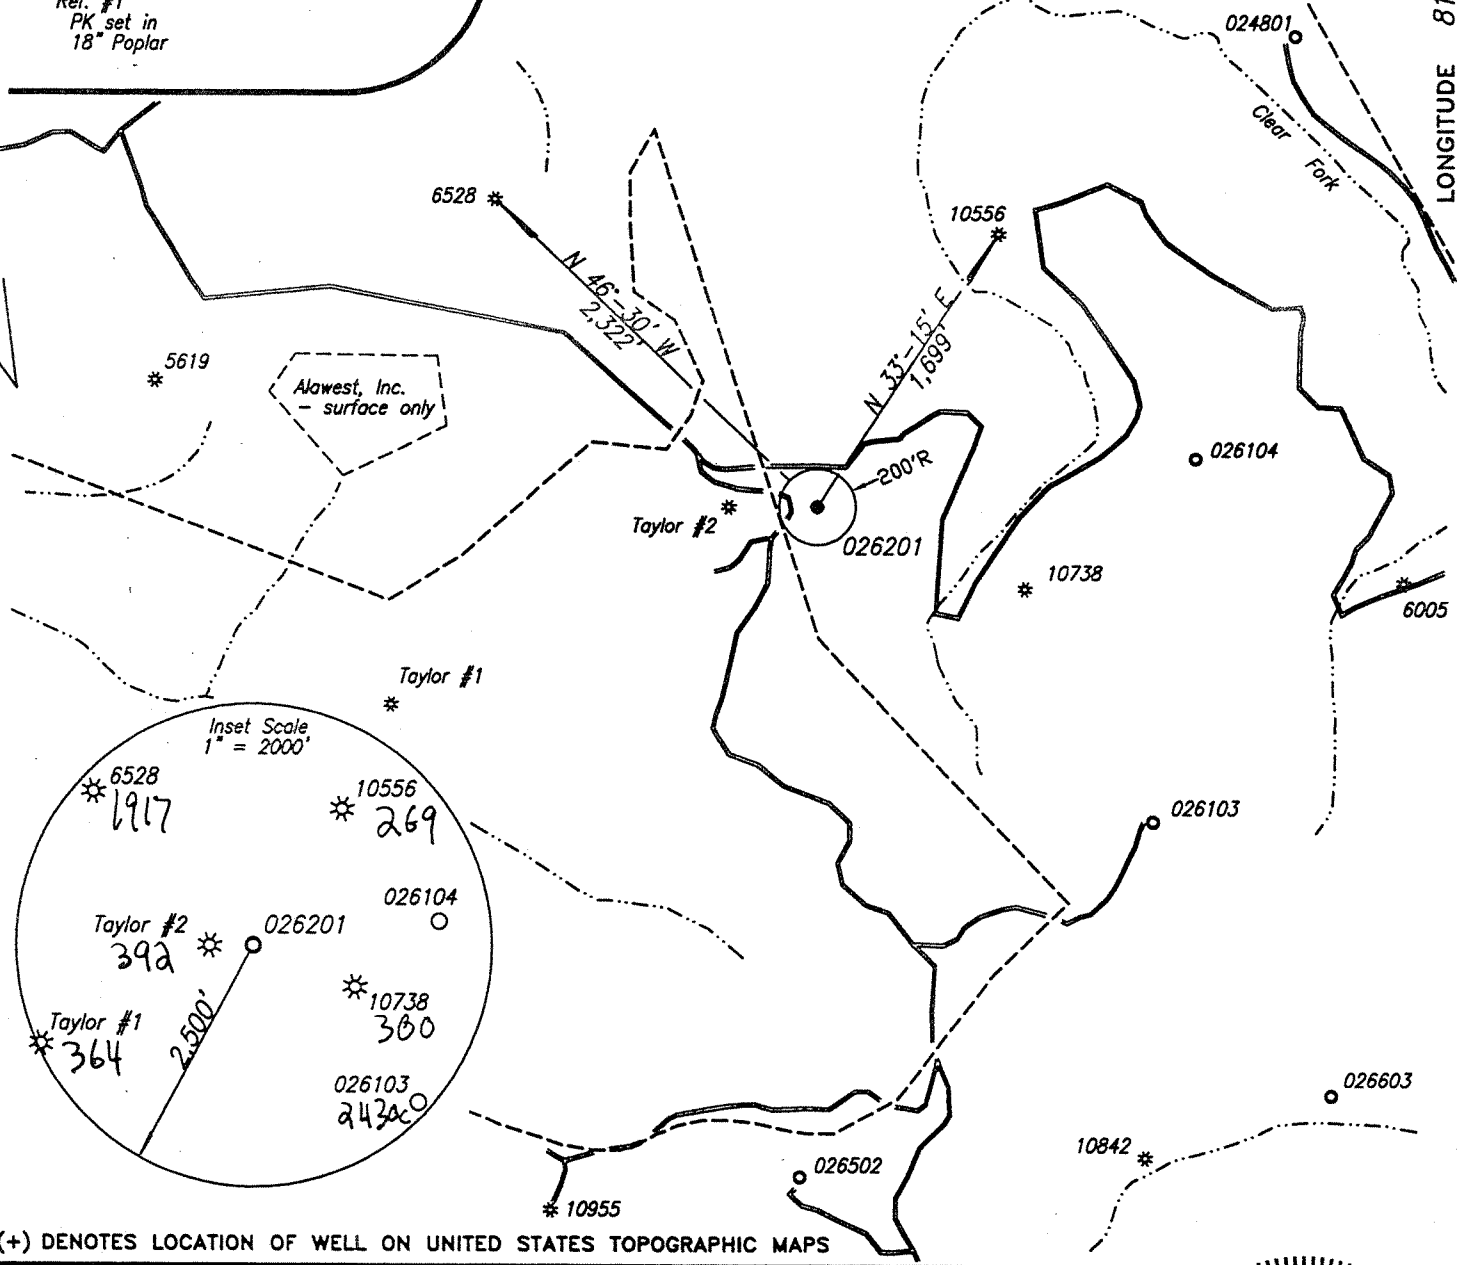 Ref. #1
PK set in
18" Poplar
024801
LONGITUDE 81
Clear Fork
6528
10556
N 46°-30' W
2,322'
N 33°-15' E
1,699'
5619
Alawest, Inc.
- surface only
026104
200'R
Taylor #2
026201
10738
6005
Taylor #1
Inset Scale
1" = 2000'
6528
1917
10556
269
026103
026104
Taylor #2
392
026201
10738
380
Taylor #1
364
2,500'
026103
243
026603
10842
026502
10955
(+) DENOTES LOCATION OF WELL ON UNITED STATES TOPOGRAPHIC MAPS